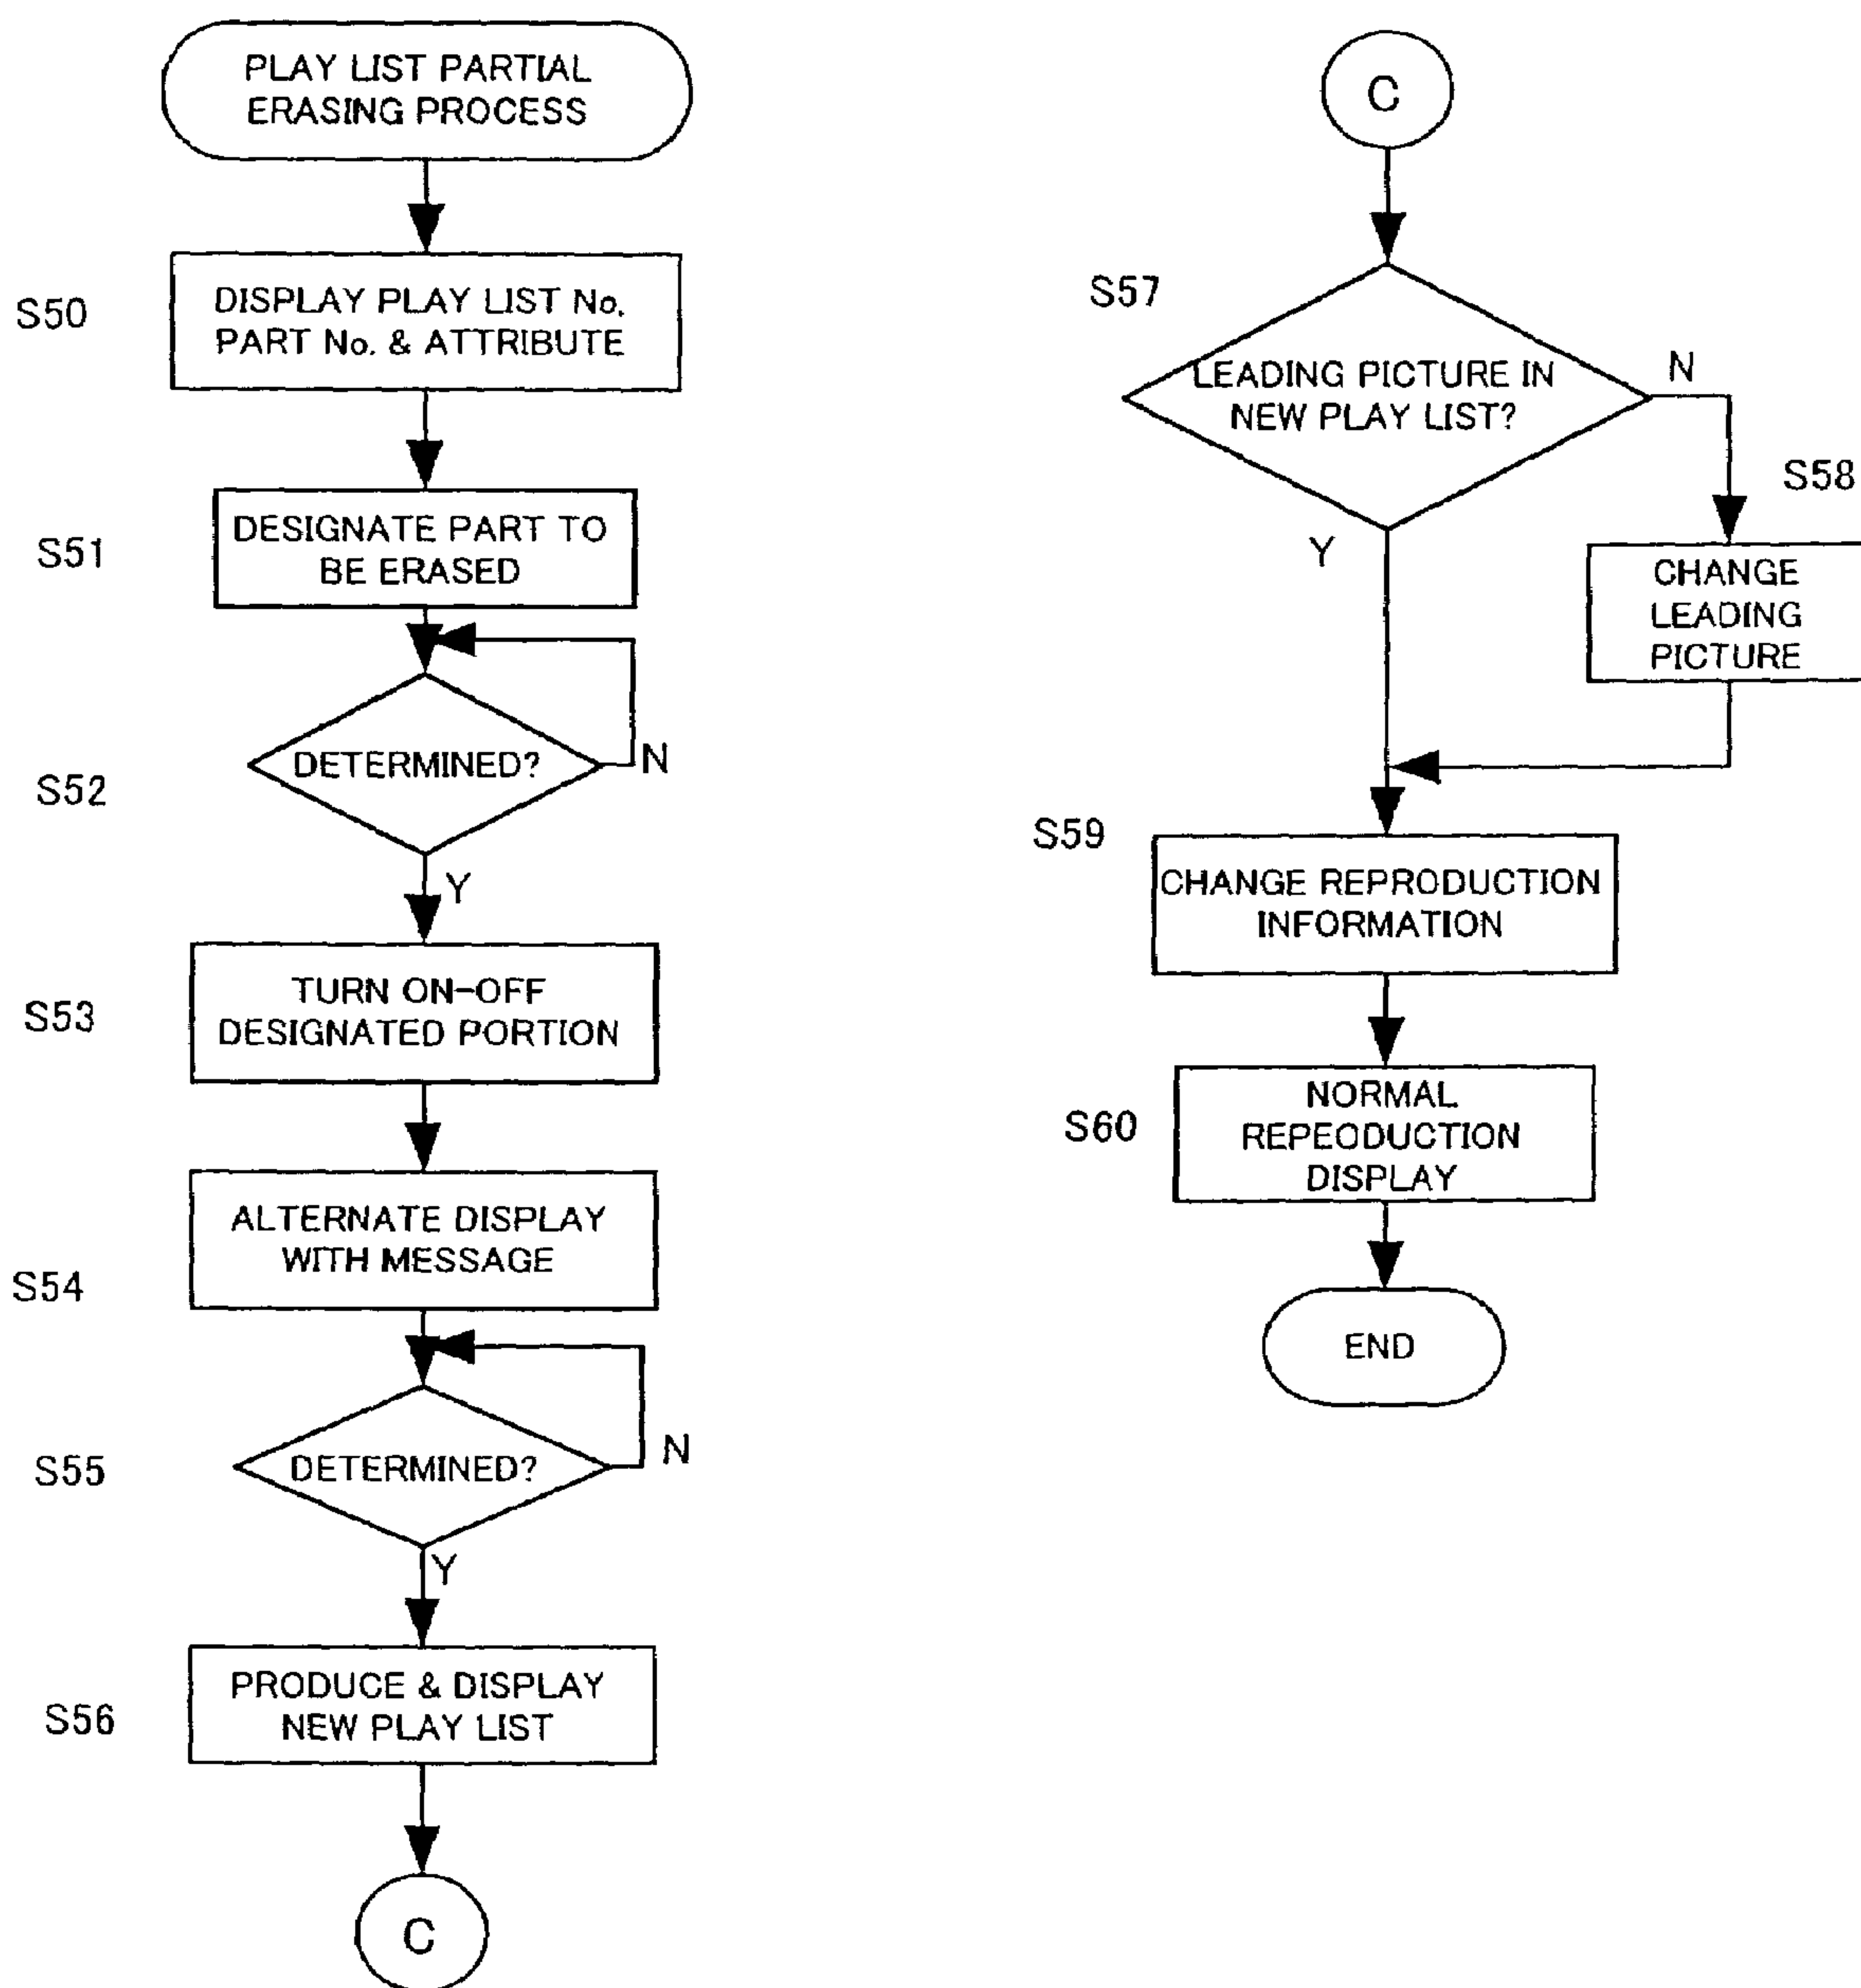 PLAY LIST PARTIAL
ERASING PROCESS
S50
DISPLAY PLAY LIST No.
PART No. & ATTRIBUTE
S51
DESIGNATE PART TO
BE ERASED
S52
DETERMINED?
N
Y
S53
TURN ON-OFF
DESIGNATED PORTION
S54
ALTERNATE DISPLAY
WITH MESSAGE
S55
DETERMINED?
N
Y
S56
PRODUCE & DISPLAY
NEW PLAY LIST
C
C
S57
LEADING PICTURE IN
NEW PLAY LIST?
N
Y
S58
CHANGE
LEADING
PICTURE
S59
CHANGE REPRODUCTION
INFORMATION
S60
NORMAL
REPEODUCTION
DISPLAY
END